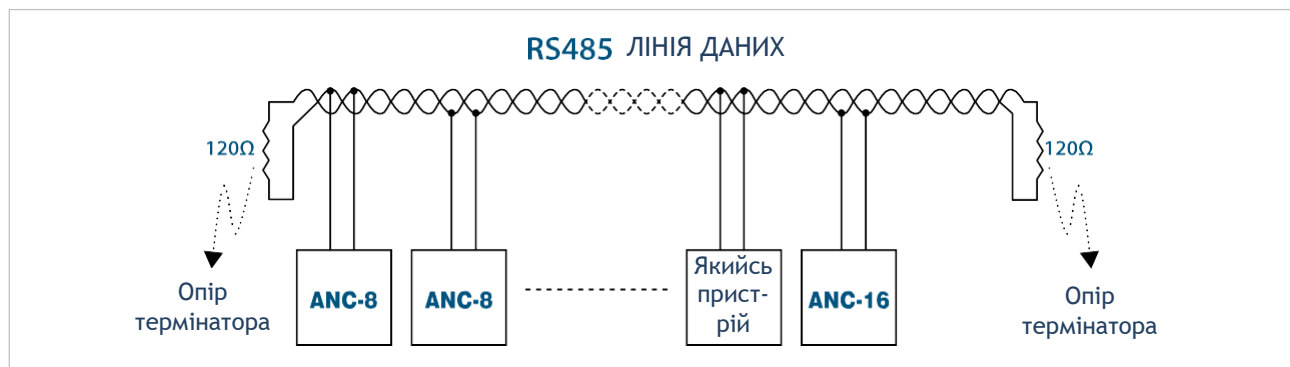 RS485 ЛІНІЯ ДАНИХ
120Ω
120Ω
Опір
термінатора
ANC-8
ANC-8
Якийсь
прист-
рій
ANC-16
Опір
термінатора